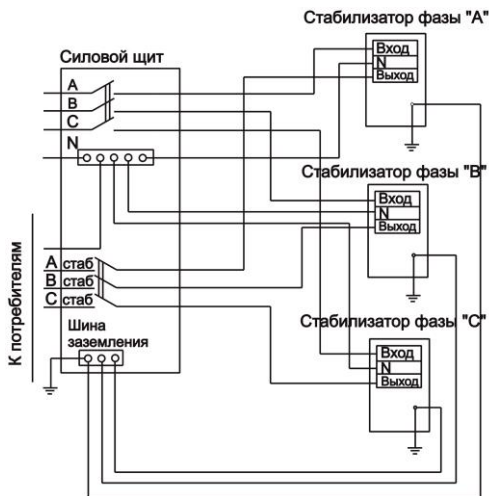 Стабилизатор фазы "А"
Вход
N
Выход
Силовой щит
A
B
C
N
Стабилизатор фазы "В"
Вход
N
Выход
К потребителям
А стаб
В стаб
С стаб
Шина
заземления
Стабилизатор фазы "С"
Вход
N
Выход